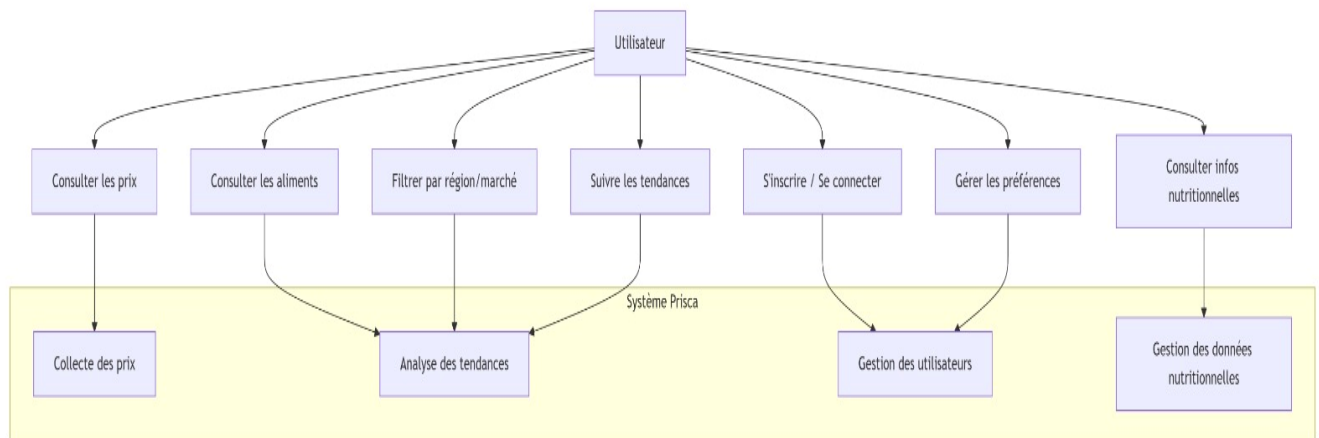 Utilisateur
Consulter les prix
Consulter les aliments
Filtrer par région/marché
Suivre les tendances
S'inscrire / Se connecter
Gérer les préférences
Consulter infos
nutritionnelles
Système Prisca
Collecte des prix
Analyse des tendances
Gestion des utilisateurs
Gestion des données
nutritionnelles